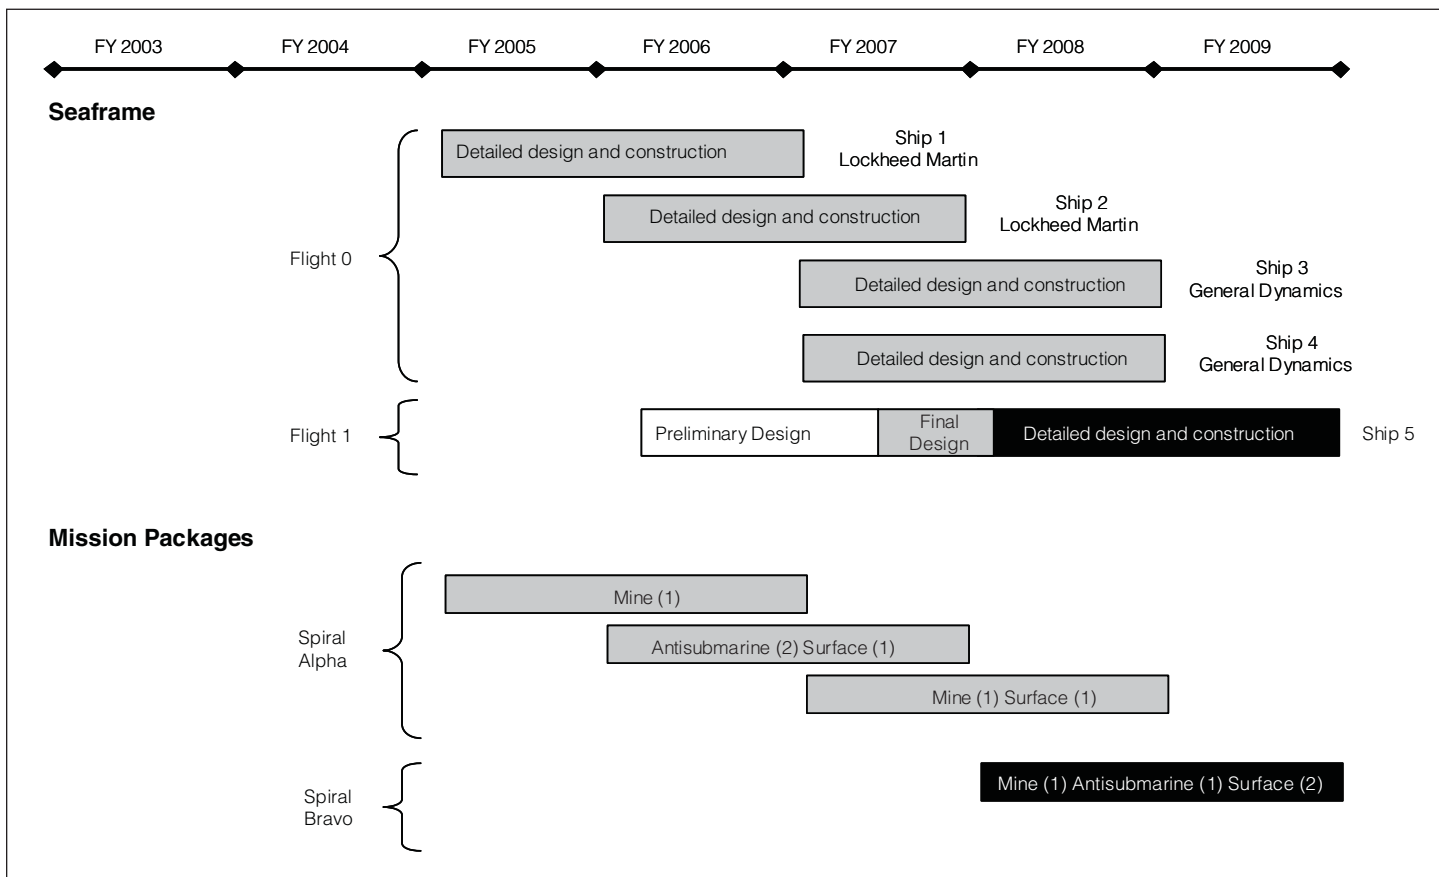 FY 2003 FY 2004 FY 2005 FY 2006 FY 2007 FY 2008 FY 2009
Seaframe
Flight 0
Detailed design and construction
Ship 1
Lockheed Martin
Detailed design and construction
Ship 2
Lockheed Martin
Detailed design and construction
Ship 3
General Dynamics
Detailed design and construction
Ship 4
General Dynamics
Flight 1
Preliminary Design
Final
Design
Detailed design and construction
Ship 5
Mission Packages
Spiral
Alpha
Mine (1)
Antisubmarine (2) Surface (1)
Mine (1) Surface (1)
Spiral
Bravo
Mine (1) Antisubmarine (1) Surface (2)